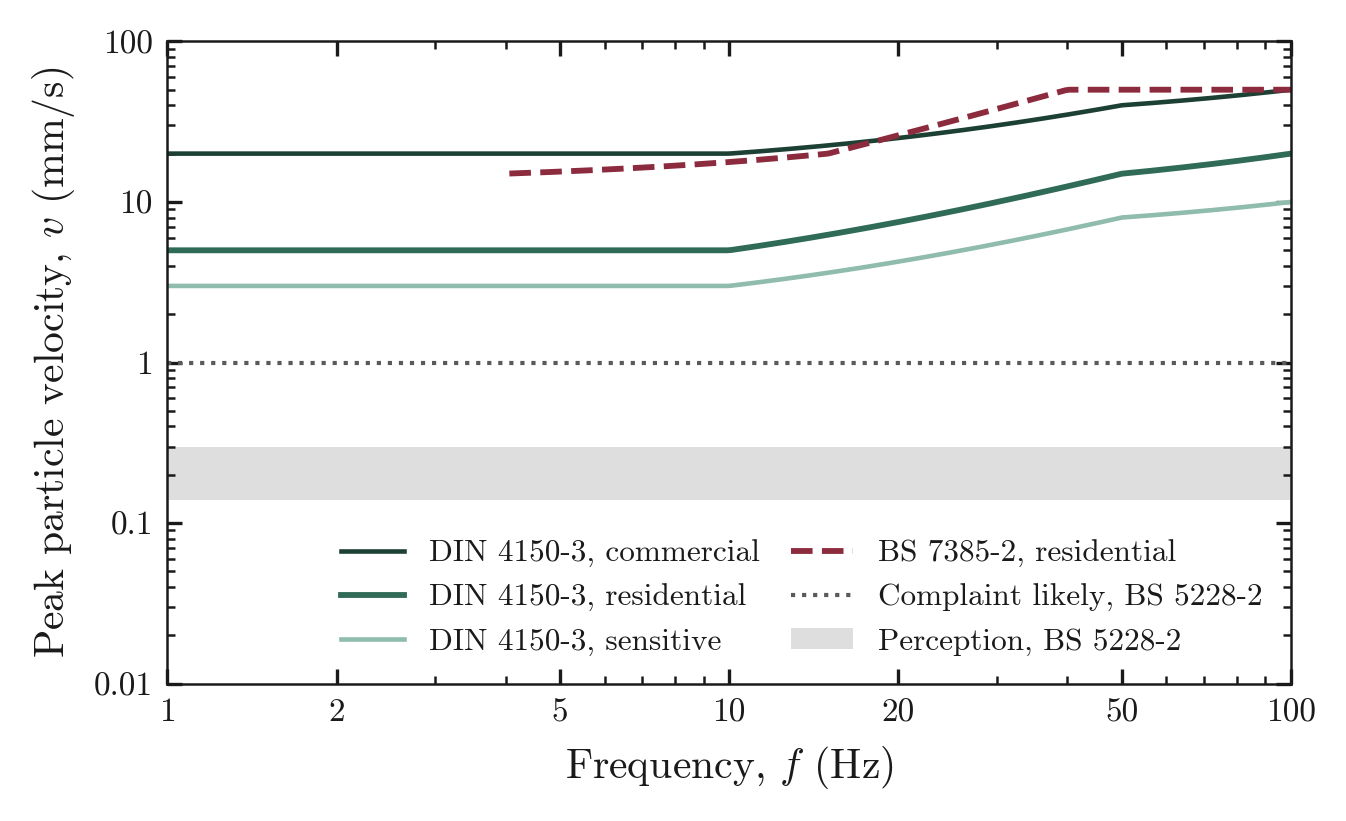 100
10
1
0.1
0.01
Peak particle velocity, v (mm/s)
DIN 4150-3, commercial
DIN 4150-3, residential
DIN 4150-3, sensitive
BS 7385-2, residential
Complaint likely, BS 5228-2
Perception, BS 5228-2
1 2 5 10 20 50 100
Frequency, f (Hz)